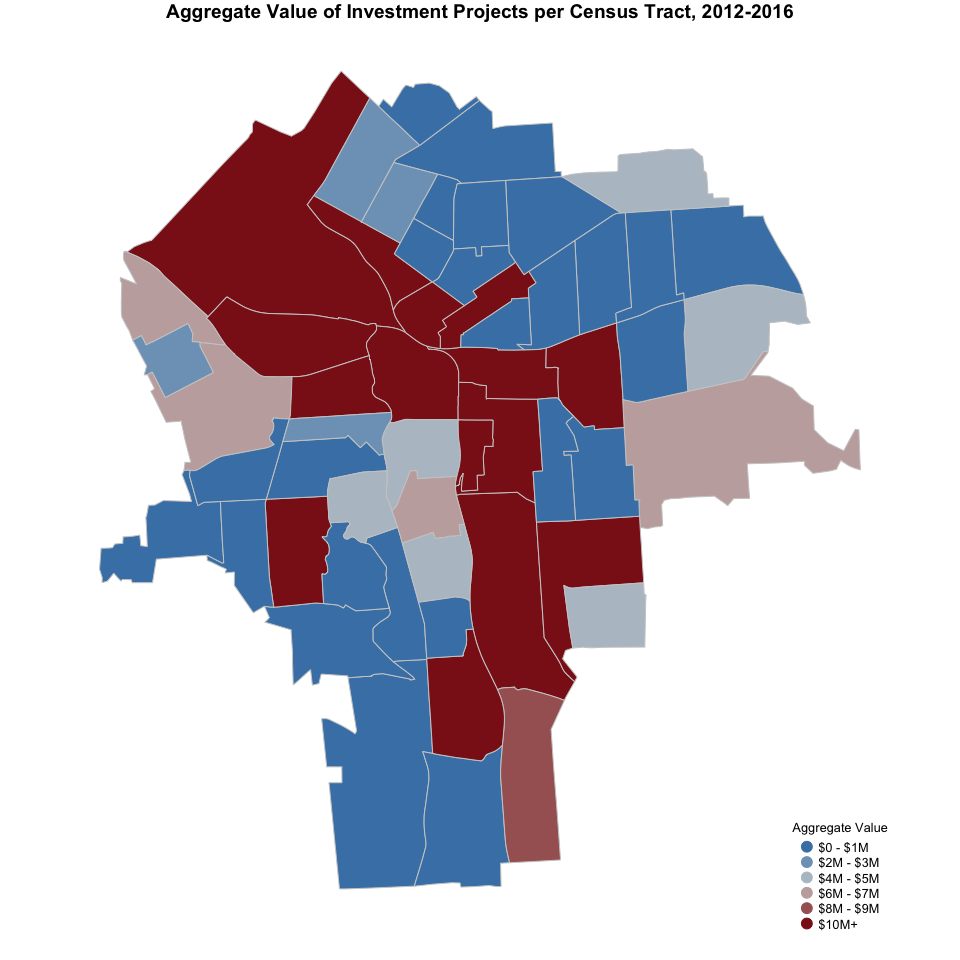 Aggregate Value of Investment Projects per Census Tract, 2012-2016
Aggregate Value
$0 - $1M
$2M - $3M
$4M - $5M
$6M - $7M
$8M - $9M
$10M+